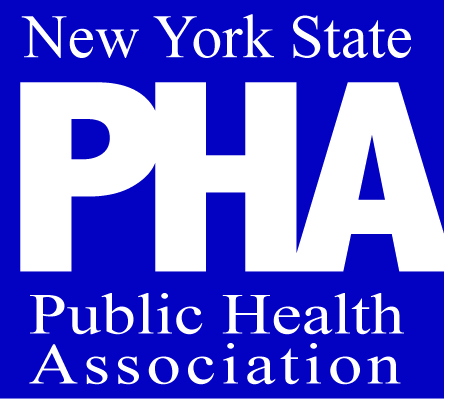 New York State
PHA
Public Health
Association